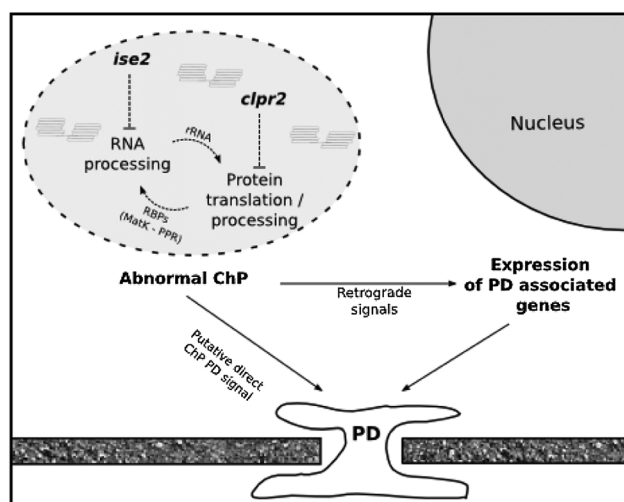 ise2
clpr2
Nucleus
rRNA
RNA
processing
Protein
translation /
processing
RBPs
(MatK - PPR)
Abnormal ChP
Retrograde
signals
Expression
of PD associated
genes
Putative direct
ChP PD signal
PD